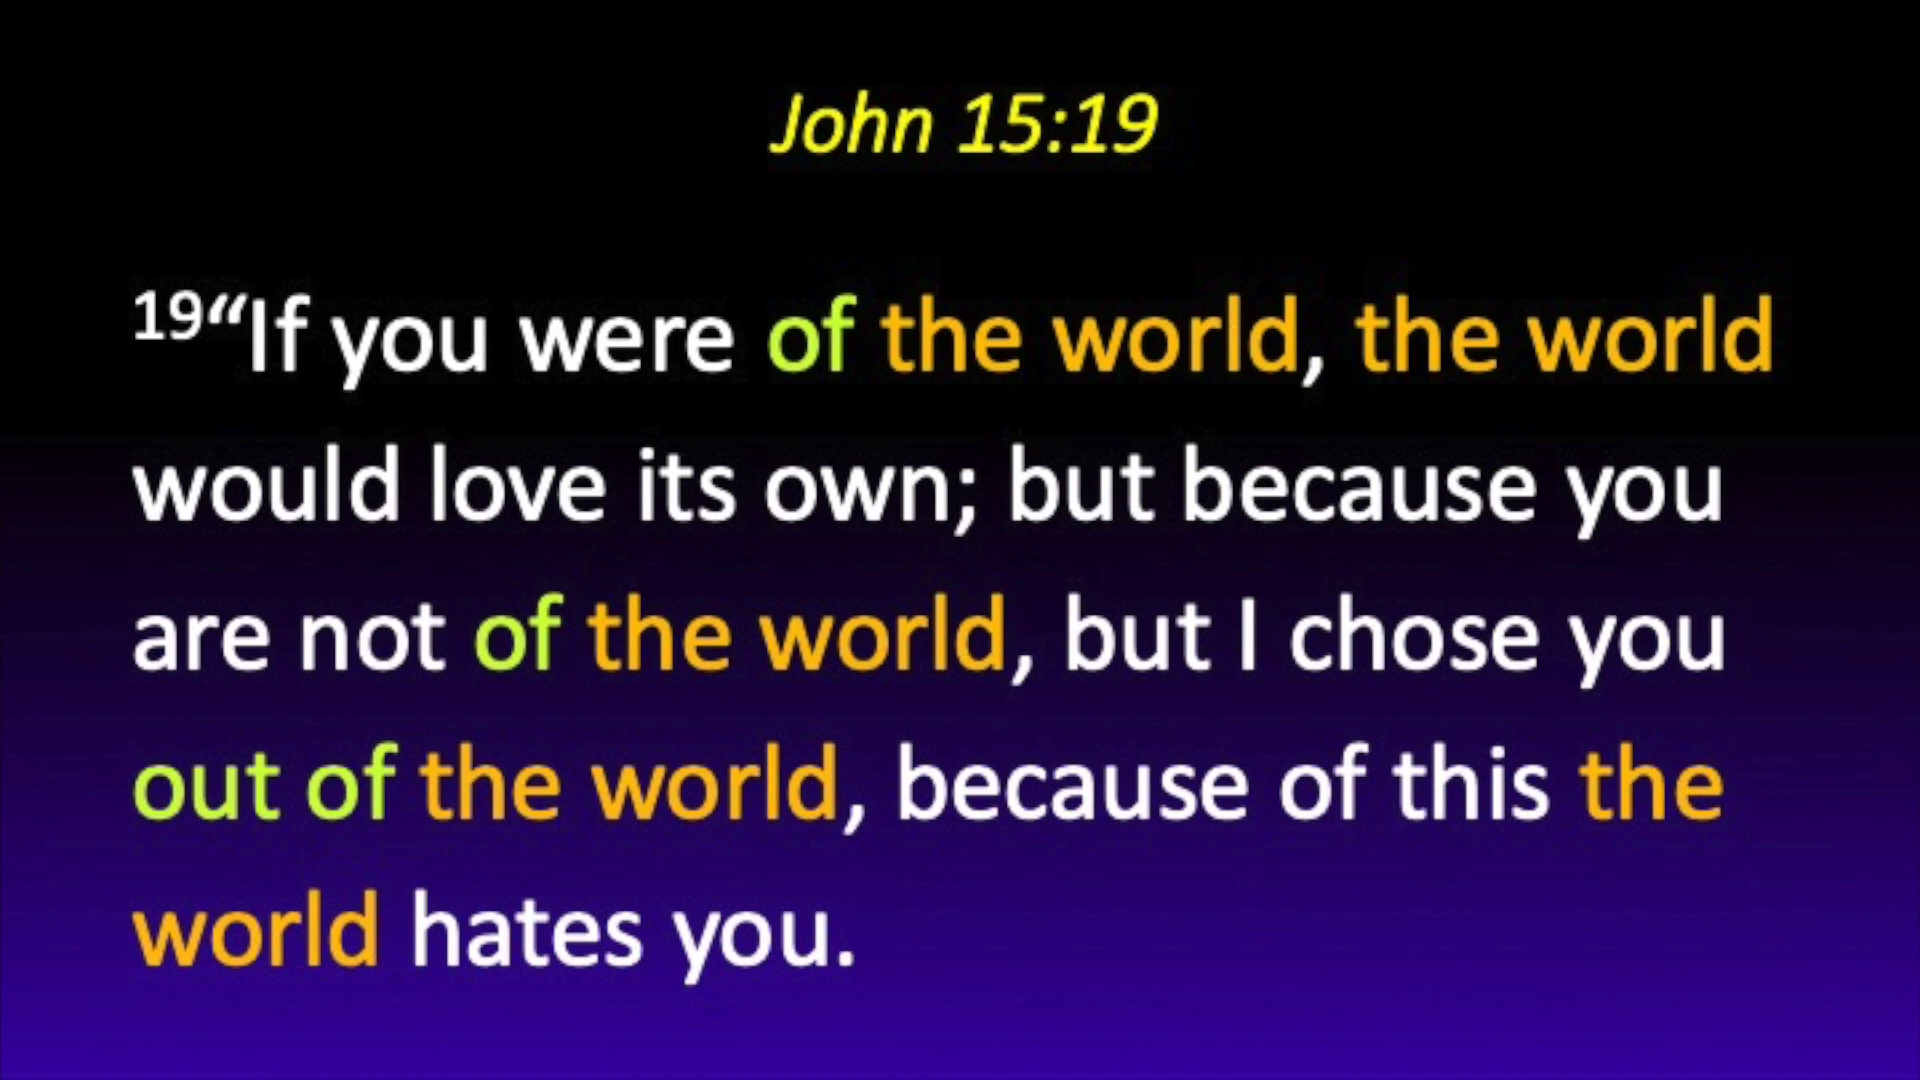 John 15:19
19“If you were of the world, the world
would love its own; but because you
are not of the world, but I chose you
out of the world, because of this the
world hates you.